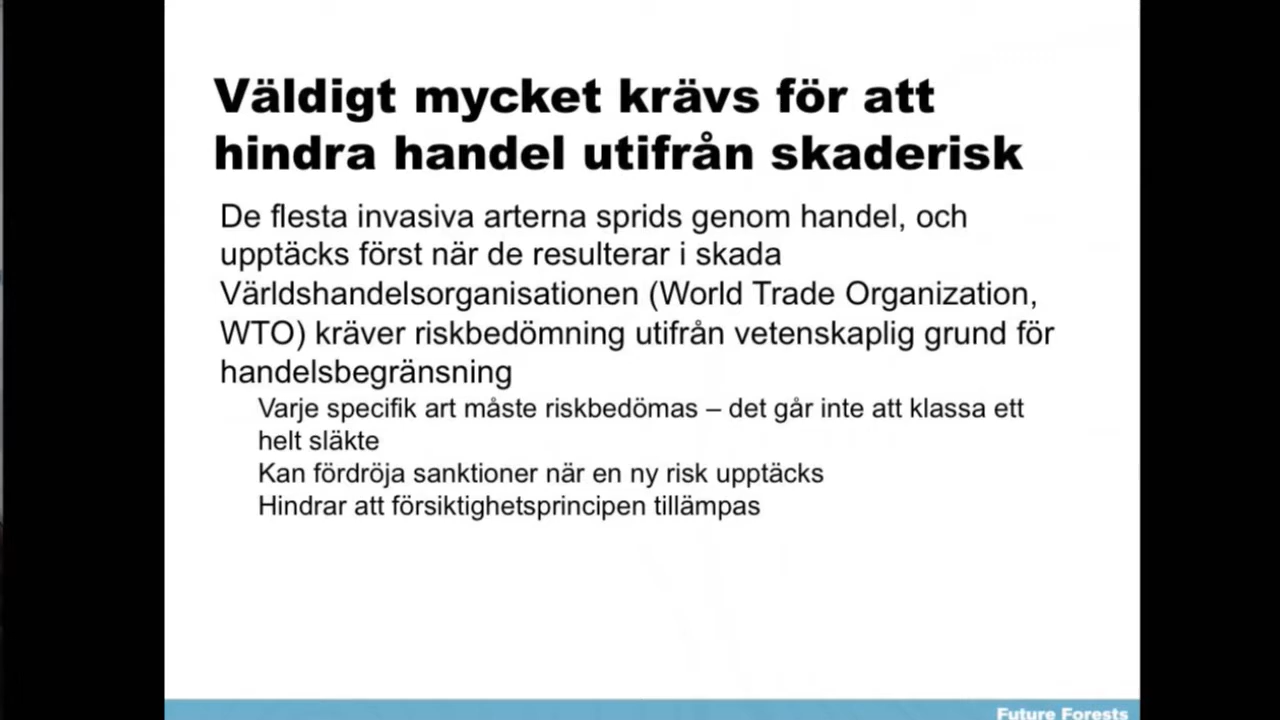 Väldigt mycket krävs för att
hindra handel utifrån skaderisk
De flesta invasiva arterna sprids genom handel, och
upptäcks först när de resulterar i skada
Världshandelsorganisationen (World Trade Organization,
WTO) kräver riskbedömning utifrån vetenskaplig grund för
handelsbegränsning
Varje specifik art måste riskbedömas – det går inte att klassa ett
helt släkte
Kan fördröja sanktioner när en ny risk upptäcks
Hindrar att försiktighetsprincipen tillämpas
Future Forests